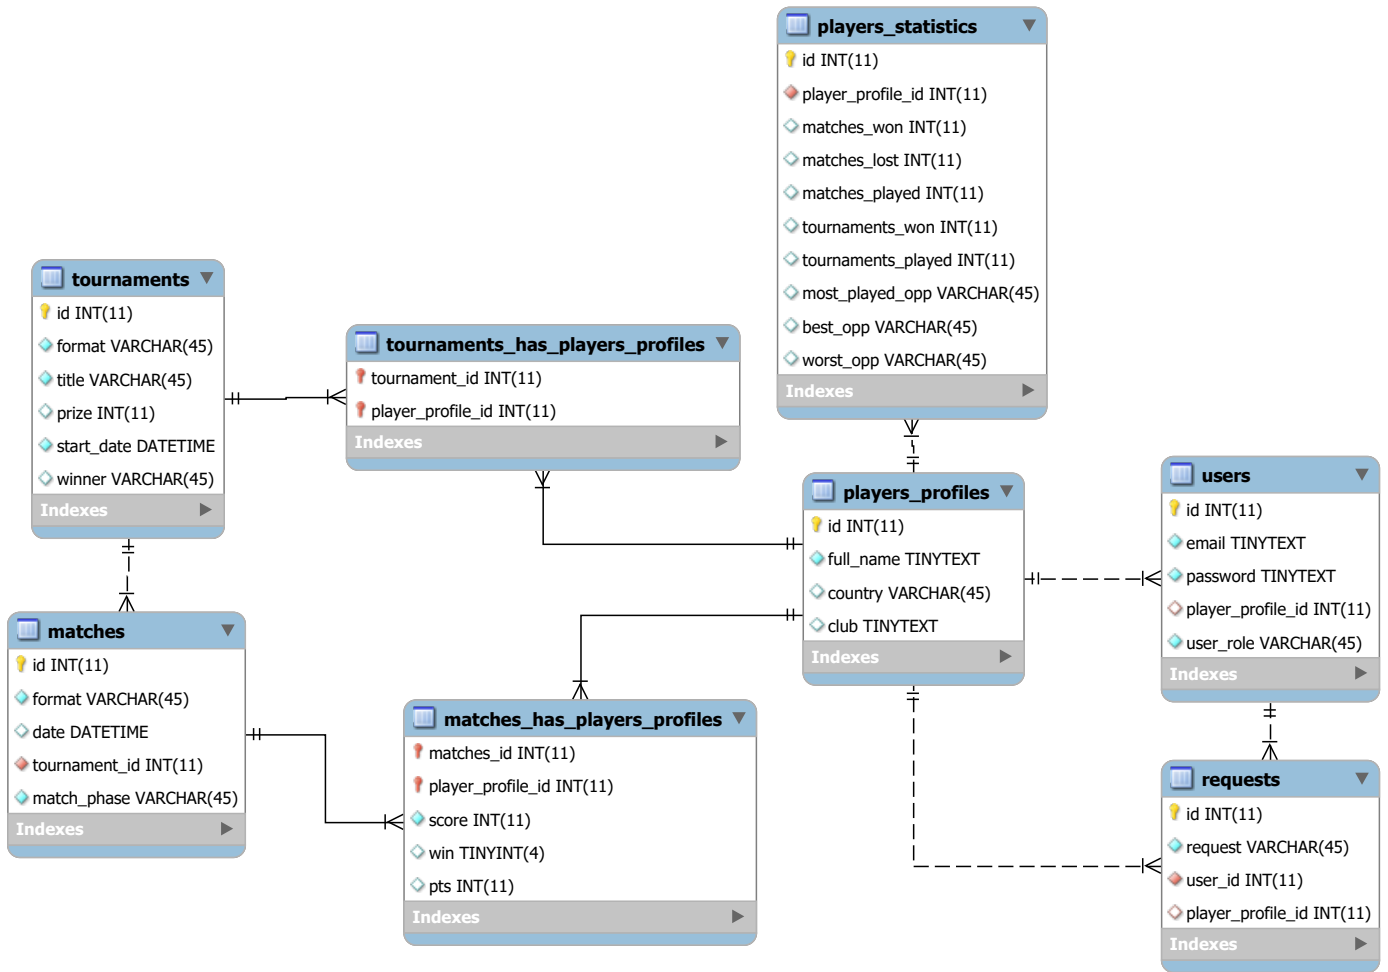 players_statistics
id INT(11)
player_profile_id INT(11)
matches_won INT(11)
matches_lost INT(11)
matches_played INT(11)
tournaments_won INT(11)
tournaments_played INT(11)
most_played_opp VARCHAR(45)
best_opp VARCHAR(45)
worst_opp VARCHAR(45)
Indexes
tournaments
id INT(11)
format VARCHAR(45)
title VARCHAR(45)
prize INT(11)
start_date DATETIME
winner VARCHAR(45)
Indexes
tournaments_has_players_profiles
tournament_id INT(11)
player_profile_id INT(11)
Indexes
players_profiles
id INT(11)
full_name TINYTEXT
country VARCHAR(45)
club TINYTEXT
Indexes
users
id INT(11)
email TINYTEXT
password TINYTEXT
player_profile_id INT(11)
user_role VARCHAR(45)
Indexes
matches
id INT(11)
format VARCHAR(45)
date DATETIME
tournament_id INT(11)
match_phase VARCHAR(45)
Indexes
matches_has_players_profiles
matches_id INT(11)
player_profile_id INT(11)
score INT(11)
win TINYINT(4)
pts INT(11)
Indexes
requests
id INT(11)
request VARCHAR(45)
user_id INT(11)
player_profile_id INT(11)
Indexes